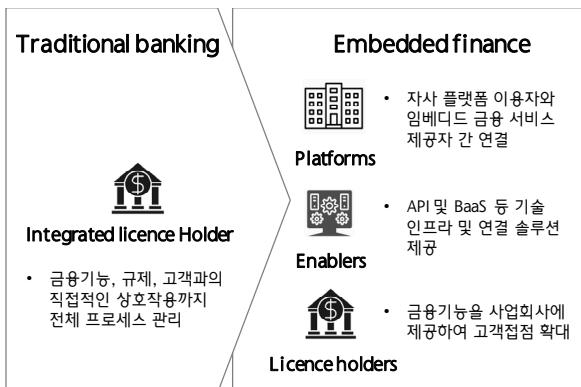 Traditional banking
Integrated licence Holder
• 금융기능, 규제, 고객과의
직접적인 상호작용까지
전체 프로세스 관리
Embedded finance
Platforms
• 자사 플랫폼 이용자와
임베디드 금융 서비스
제공자 간 연결
Enablers
• API 및 BaaS 등 기술
인프라 및 연결 솔루션
제공
Licence holders
• 금융기능을 사업회사에
제공하여 고객접점 확대